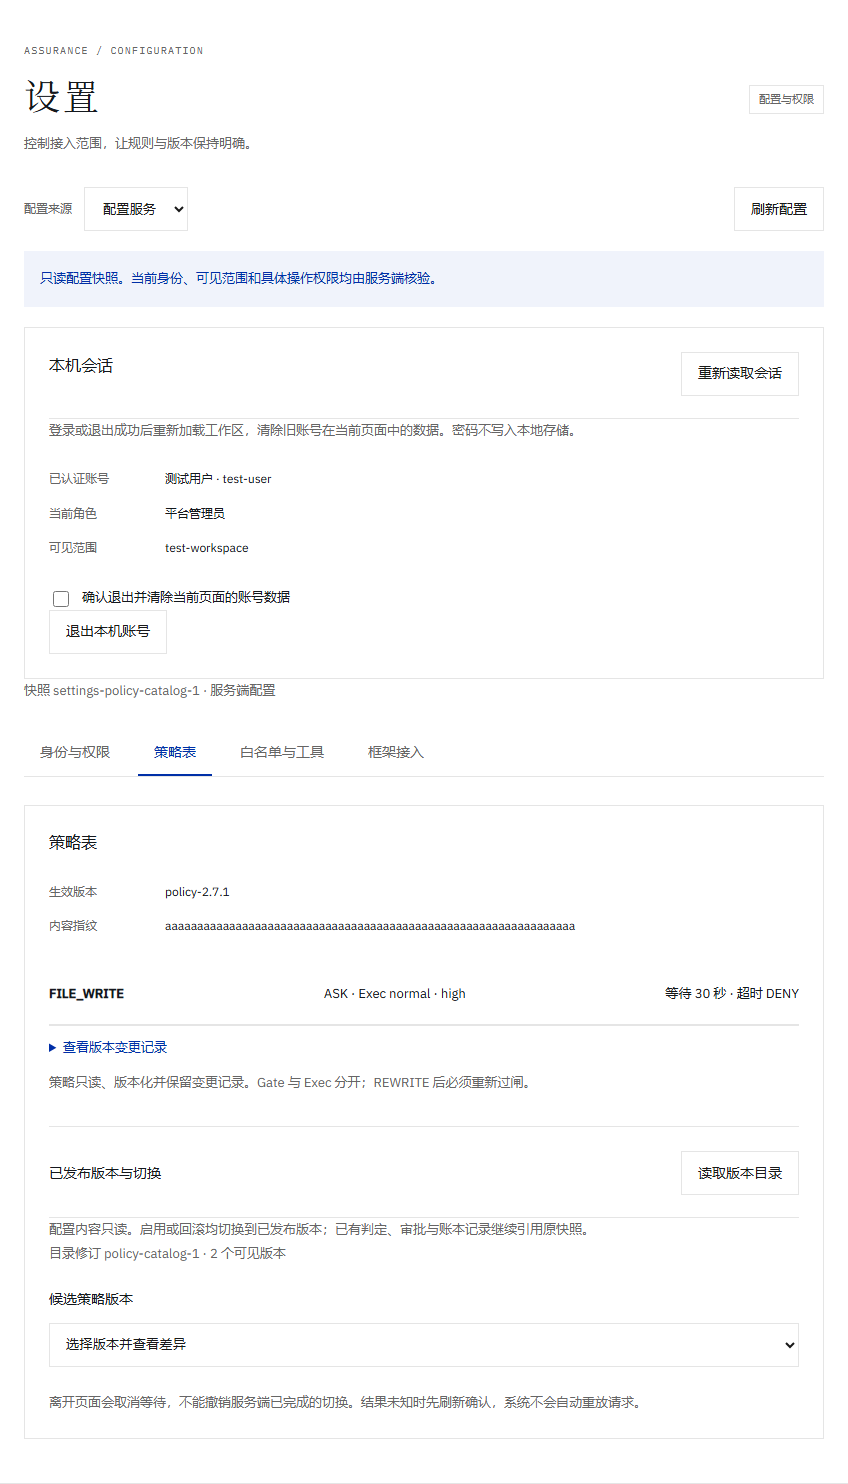 ASSURANCE / CONFIGURATION
设置
配置与权限
控制接入范围，让规则与版本保持明确。
配置来源
配置服务
刷新配置
只读配置快照。当前身份、可见范围和具体操作权限均由服务端核验。
本机会话
重新读取会话
登录或退出成功后重新加载工作区，清除旧账号在当前页面中的数据。密码不写入本地存储。
已认证账号 测试用户 · test-user
当前角色 平台管理员
可见范围 test-workspace
确认退出并清除当前页面的账号数据
退出本机账号
快照 settings-policy-catalog-1 · 服务端配置
身份与权限 策略表 白名单与工具 框架接入
策略表
生效版本 policy-2.7.1
内容指纹 aaaaaaaaaaaaaaaaaaaaaaaaaaaaaaaaaaaaaaaaaaaaaaaaaaaaaaaaaaaaaaaa
FILE_WRITE ASK · Exec normal · high 等待 30 秒 · 超时 DENY
查看版本变更记录
策略只读、版本化并保留变更记录。Gate 与 Exec 分开；REWRITE 后必须重新过闸。
已发布版本与切换
读取版本目录
配置内容只读。启用或回滚均切换到已发布版本；已有判定、审批与账本记录继续引用原快照。
目录修订 policy-catalog-1 · 2 个可见版本
候选策略版本
选择版本并查看差异
离开页面会取消等待，不能撤销服务端已完成的切换。结果未知时先刷新确认，系统不会自动重放请求。